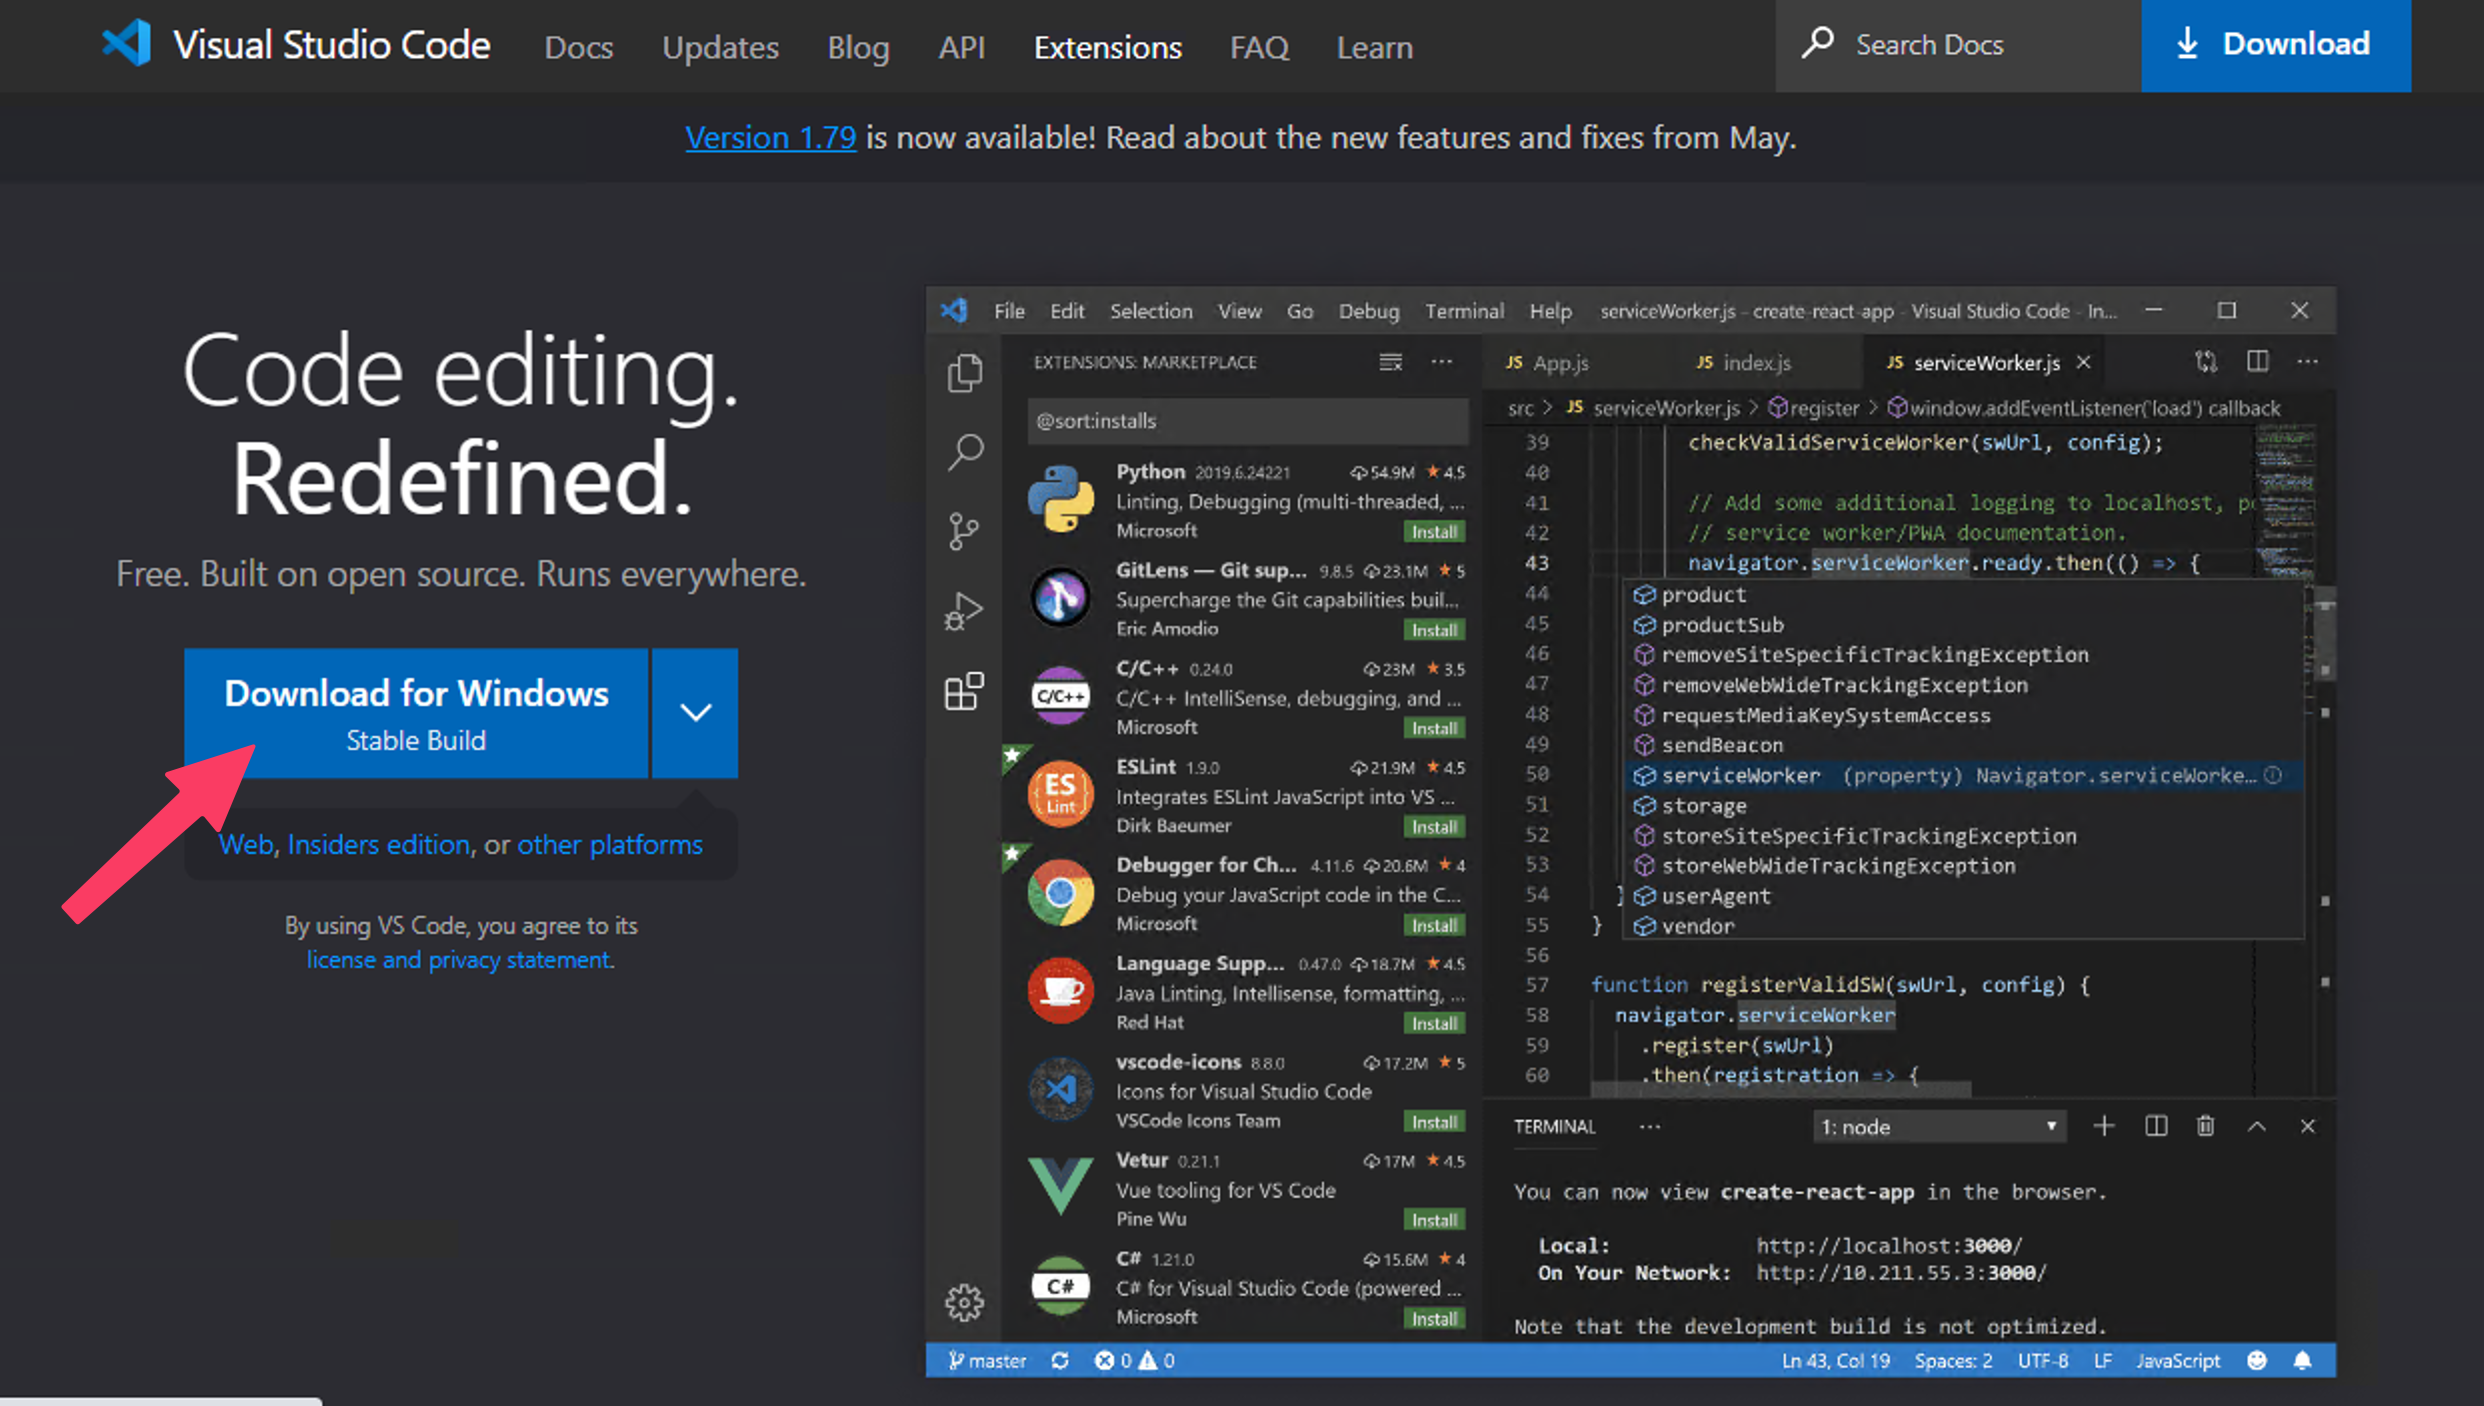 Visual Studio Code Docs Updates Blog API Extensions FAQ Learn Search Docs Download
Version 1.79 is now available! Read about the new features and fixes from May.
Code editing.
Redefined.
Free. Built on open source. Runs everywhere.
Download for Windows
Stable Build
Web, Insiders edition, or other platforms
By using VS Code, you agree to its
license and privacy statement.
File Edit Selection View Go Debug Terminal Help serviceWorker.js - create-react-app - Visual Studio Code - In...
EXTENSIONS: MARKETPLACE
@sort:installs
Python 2019.6.24221 54.9M 4.5
Linting, Debugging (multi-threaded, ...
Microsoft Install
GitLens — Git sup... 9.8.5 23.1M 5
Supercharge the Git capabilities buil...
Eric Amodio Install
C/C++
C/C++ 0.24.0 23M 3.5
C/C++ IntelliSense, debugging, and ...
Microsoft Install
ES
Lint
ESLint 1.9.0 21.9M 4.5
Integrates ESLint JavaScript into VS ...
Dirk Baeumer Install
Debugger for Ch... 4.11.6 20.6M 4
Debug your JavaScript code in the C...
Microsoft Install
Language Supp... 0.47.0 18.7M 4.5
Java Linting, Intellisense, formatting, ...
Red Hat Install
vscode-icons 8.8.0 17.2M 5
Icons for Visual Studio Code
VSCode Icons Team Install
Vetur 0.21.1 17M 4.5
Vue tooling for VS Code
Pine Wu Install
C#
C# 1.21.0 15.6M 4
C# for Visual Studio Code (powered ...
Microsoft Install
JS App.js JS index.js JS serviceWorker.js
src > JS serviceWorker.js > register > window.addEventListener('load') callback
39 checkValidServiceWorker(swUrl, config);
40
41 // Add some additional logging to localhost, po
42 // service worker/PWA documentation.
43 navigator.serviceWorker.ready.then(() => {
44 product
45 productSub
46 removeSiteSpecificTrackingException
47 removeWebWideTrackingException
48 requestMediaKeySystemAccess
49 sendBeacon
50 serviceWorker (property) Navigator.serviceWorke...
51 storage
52 storeSiteSpecificTrackingException
53 storeWebWideTrackingException
54 } userAgent
55 } vendor
56
57 function registerValidSW(swUrl, config) {
58 navigator.serviceWorker
59 .register(swUrl)
60 .then(registration => {
TERMINAL ... 1: node
You can now view create-react-app in the browser.
Local: http://localhost:3000/
On Your Network: http://10.211.55.3:3000/
Note that the development build is not optimized.
master 0 0 Ln 43, Col 19 Spaces: 2 UTF-8 LF JavaScript